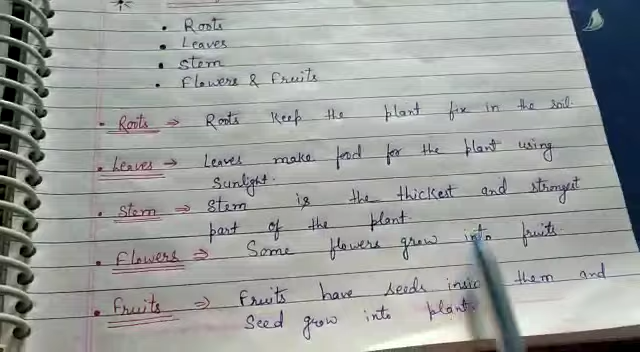 • Roots
• Leaves
• Stem
• Flowers & Fruits
• Roots ⇒ Roots keep the plant fix in the soil.
• Leaves ⇒ Leaves make food for the plant using
Sunlight.
• Stem ⇒ Stem is the thickest and strongest
part of the plant.
• Flowers ⇒ Some flowers grow into fruits.
• Fruits ⇒ Fruits have seeds inside them and
Seed grow into plant.